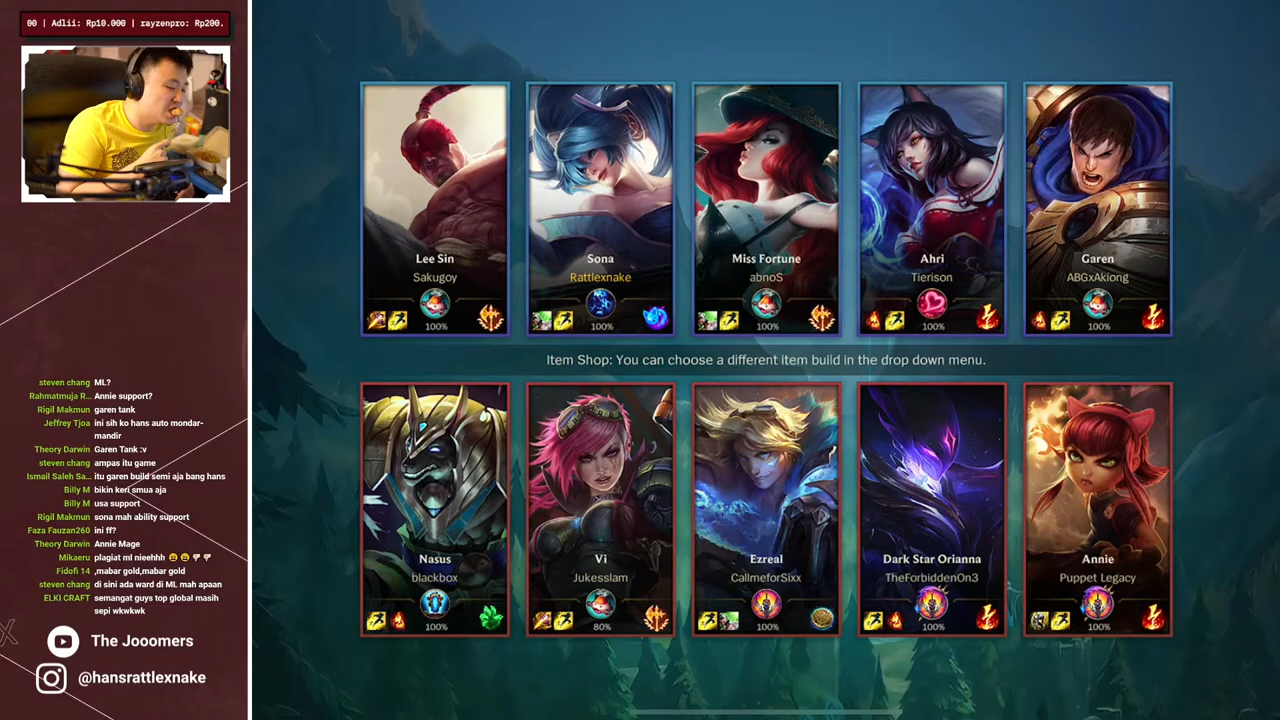 00 | Adlii: Rp10.000 | rayzenpro: Rp200.
Lee Sin
Sakugoy
100%
Sona
Rattlexnake
100%
Miss Fortune
abnoS
100%
Ahri
Tierison
100%
Garen
ABGxAkiong
100%
Item Shop: You can choose a different item build in the drop down menu.
Nasus
blackbox
100%
Vi
Jukesslam
80%
Ezreal
CallmeforSixx
100%
Dark Star Orianna
TheForbiddenOn3
100%
Annie
Puppet Legacy
100%
steven chang ML?
Rahmatmuja R... Annie support?
Rigil Makmun garen tank
Jeffrey Tjoa ini sih ko hans auto mondar-
mandir
Theory Darwin Garen Tank :v
steven chang ampas itu game
Ismail Saleh Sa... itu garen build semi aja bang hans
Billy M bikin keri smua aja
Billy M usa support
Rigil Makmun sona mah ability support
Faza Fauzan260 ini ff?
Theory Darwin Annie Mage
Mikaeru plagiat ml nieehhh
Fidofi 14 ,mabar gold,mabar gold
steven chang di sini ada ward di ML mah apaan
ELKI CRAFT semangat guys top global masih
sepi wkwkwk
The Jooomers
@hansrattlexnake